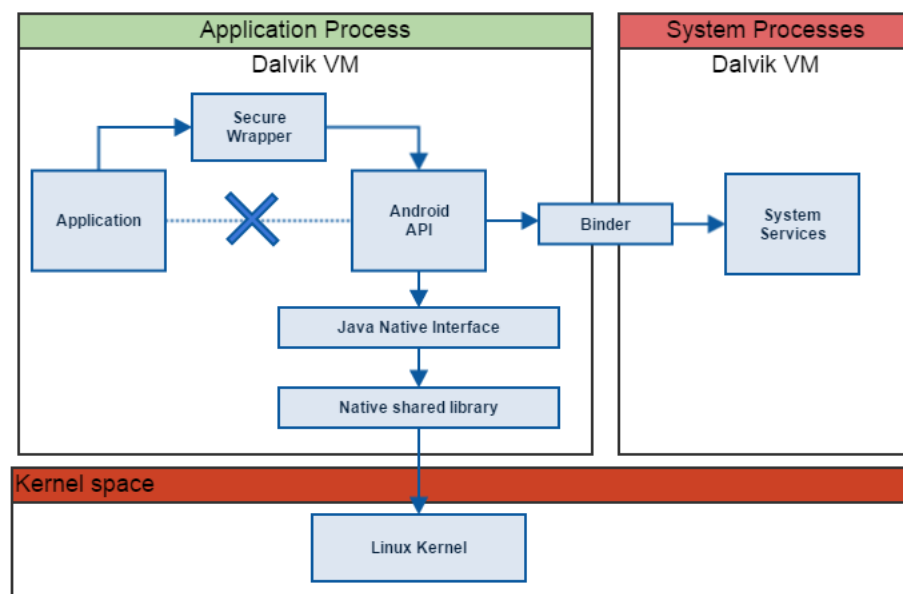 Application Process
System Processes
Dalvik VM
Dalvik VM
Secure
Wrapper
Application
Android
API
Binder
System
Services
Java Native Interface
Native shared library
Kernel space
Linux Kernel